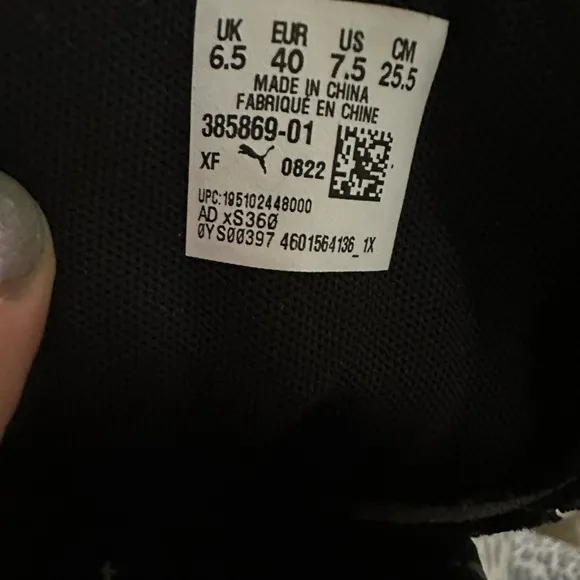 UK EUR US CM
6.5 40 7.5 25.5
MADE IN CHINA
FABRIQUÉ EN CHINE
385869-01
XF 0822
UPC:195102448000
AD xS360
0YS00397 4601564136_1X